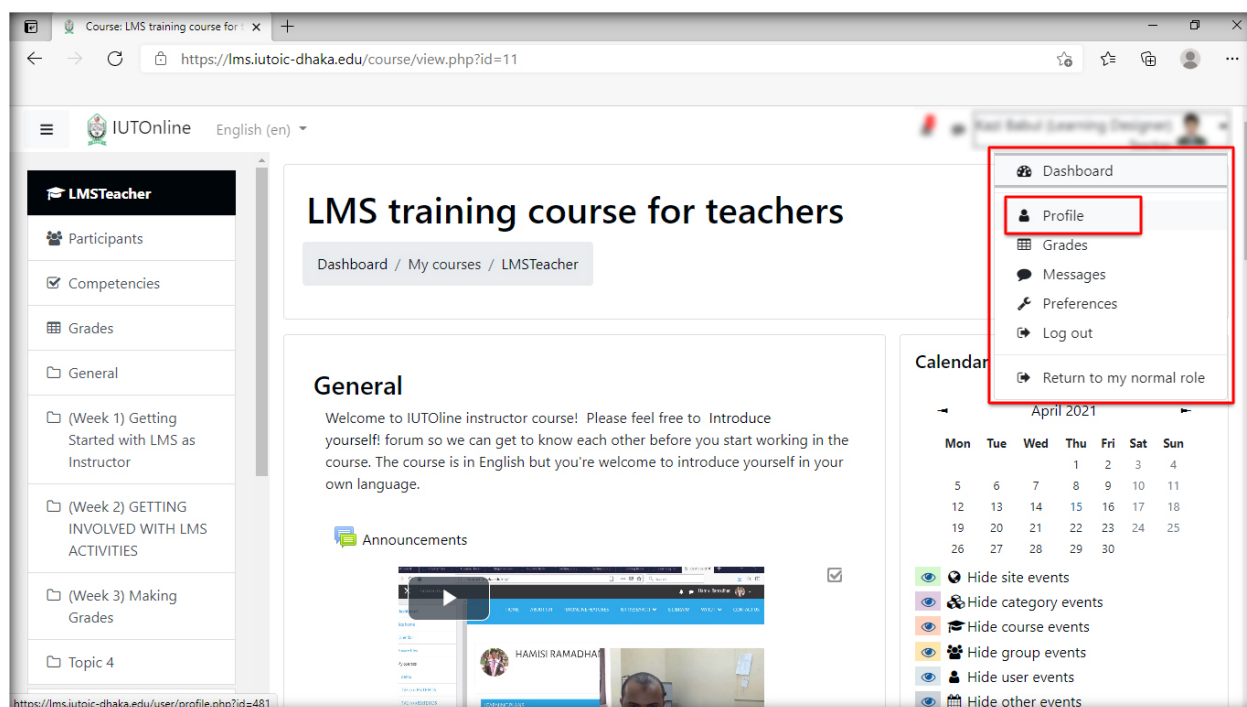 Course: LMS training course for t
https://lms.iutoic-dhaka.edu/course/view.php?id=11
IUTOnline
English (en)
LMSTeacher
Participants
Competencies
Grades
General
(Week 1) Getting
Started with LMS as
Instructor
(Week 2) GETTING
INVOLVED WITH LMS
ACTIVITIES
(Week 3) Making
Grades
Topic 4
https://lms.iutoic-dhaka.edu/user/profile.php?id=481
LMS training course for teachers
Dashboard / My courses / LMSTeacher
General
Welcome to IUTOline instructor course! Please feel free to Introduce
yourself! forum so we can get to know each other before you start working in the
course. The course is in English but you're welcome to introduce yourself in your
own language.
Announcements
HAMISI RAMADHA
Dashboard
Profile
Grades
Messages
Preferences
Log out
Return to my normal role
Calendar
April 2021
Mon Tue Wed Thu Fri Sat Sun
1 2 3 4
5 6 7 8 9 10 11
12 13 14 15 16 17 18
19 20 21 22 23 24 25
26 27 28 29 30
Hide site events
Hide category events
Hide course events
Hide group events
Hide user events
Hide other events